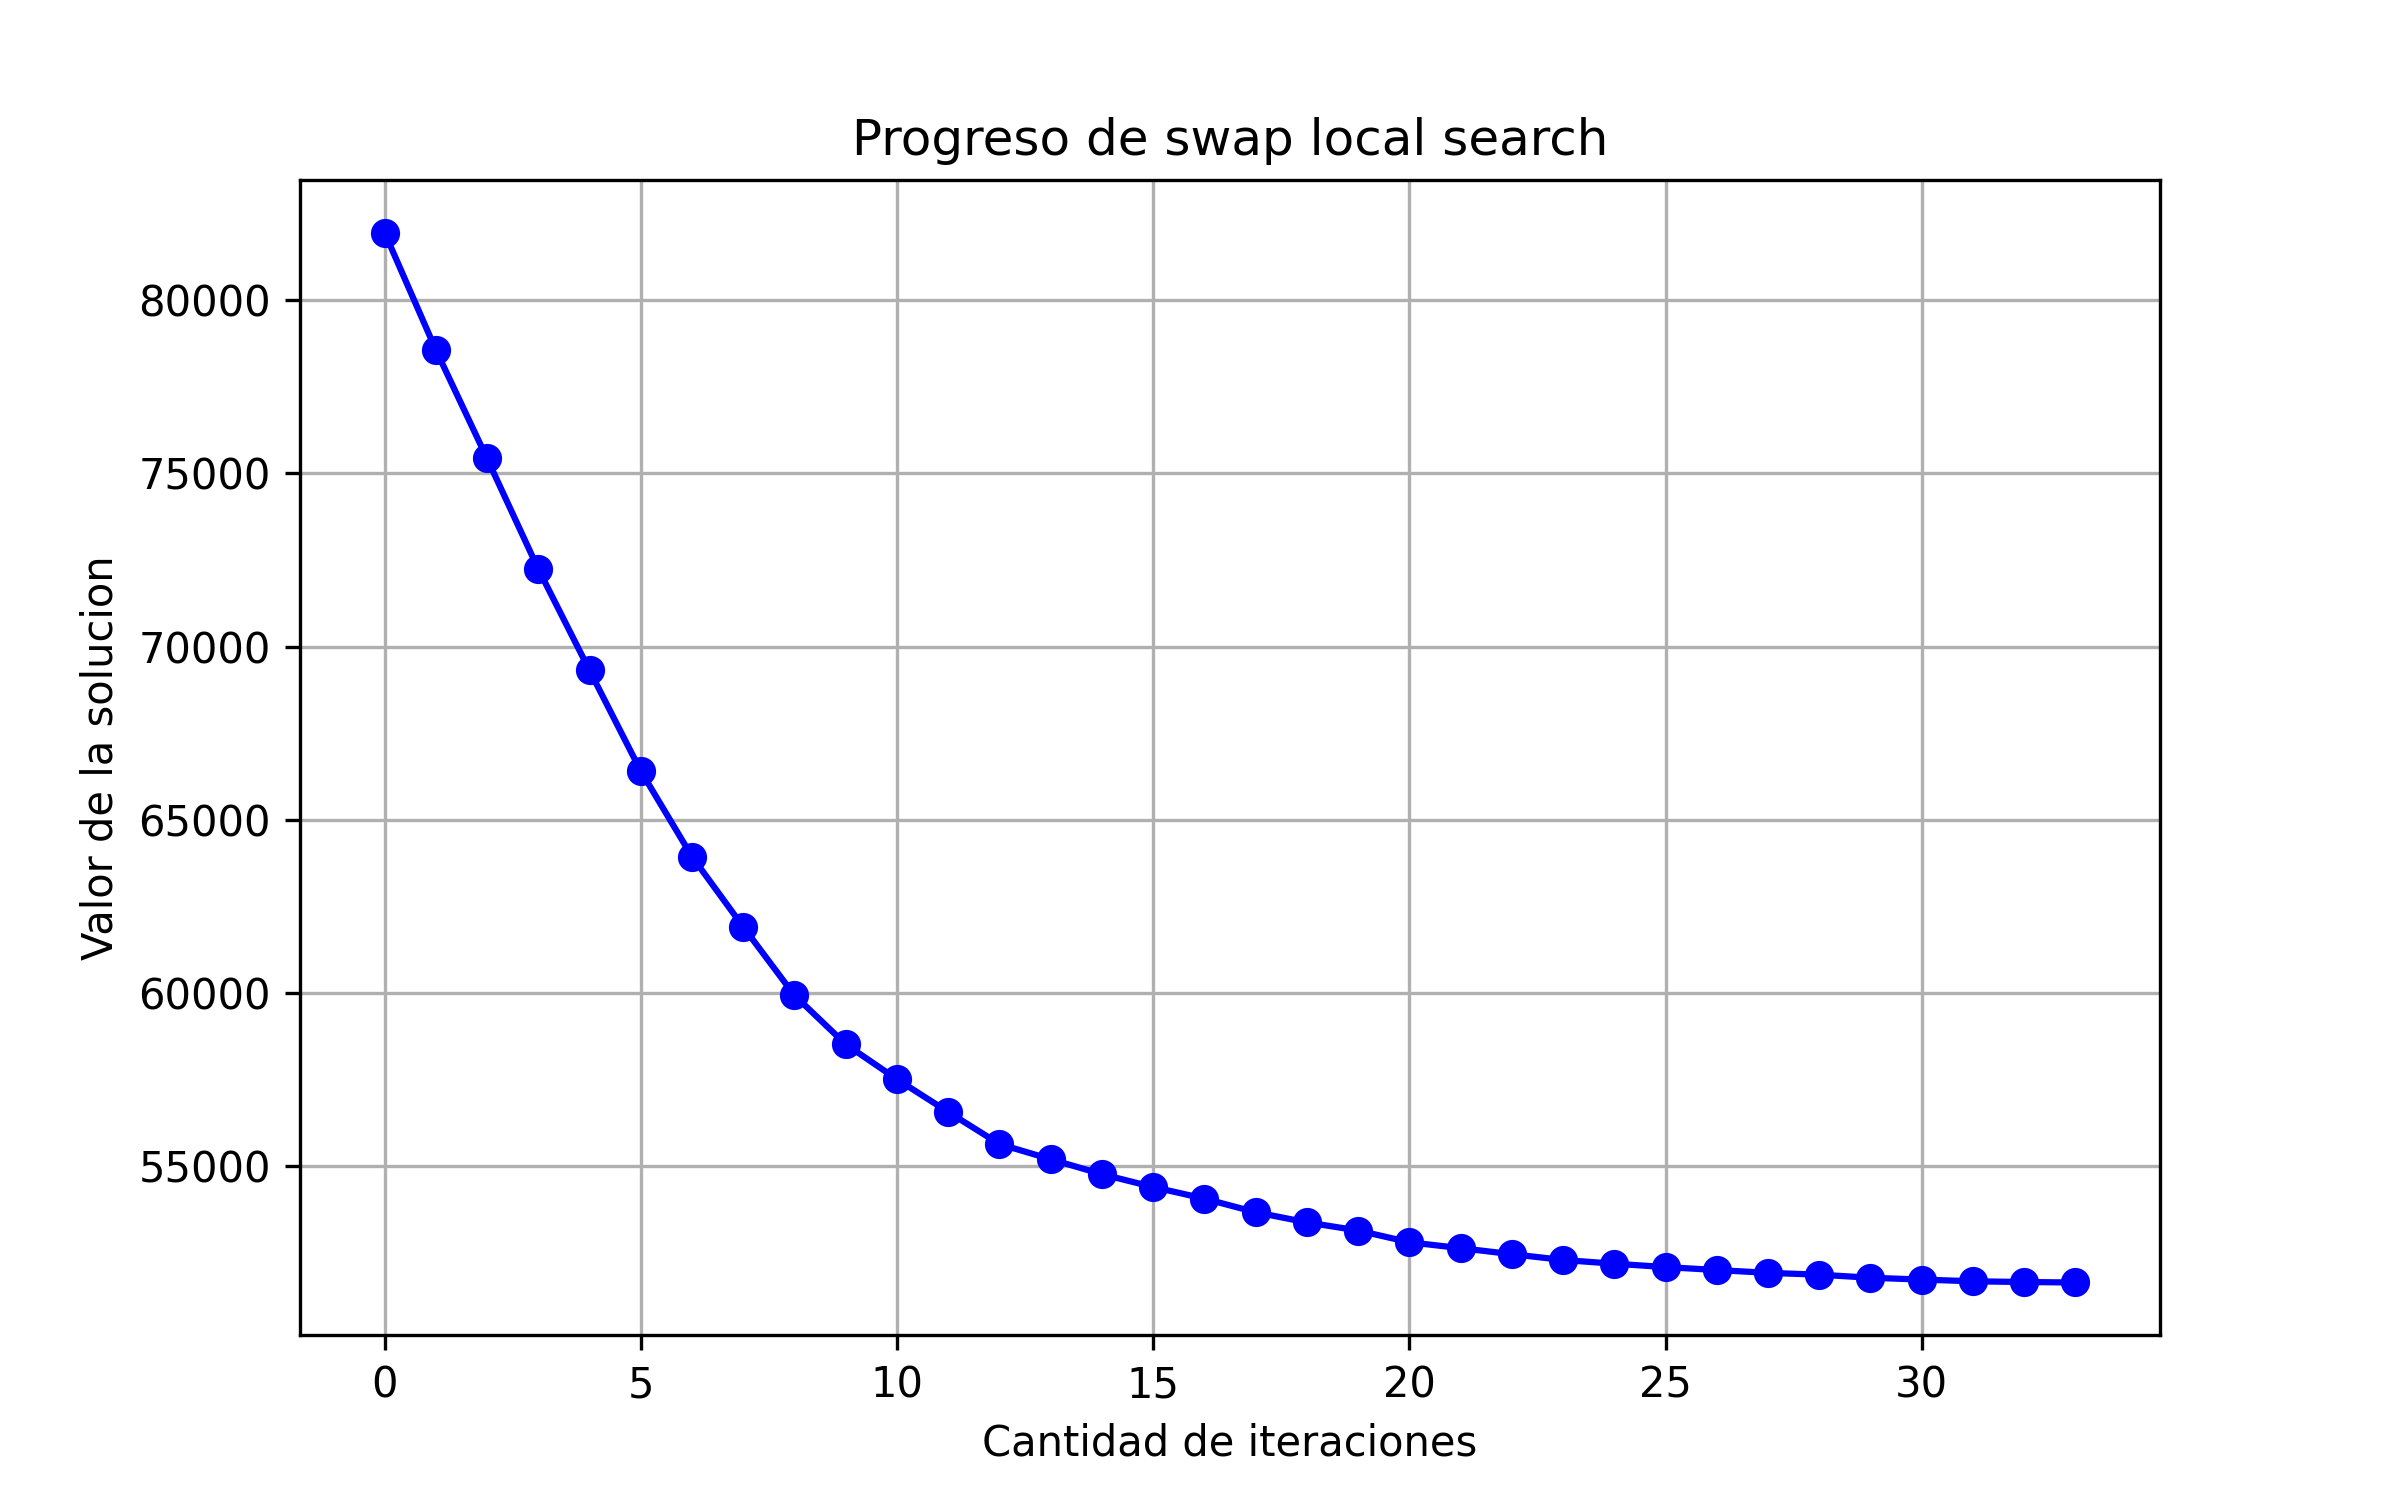 Progreso de swap local search
Valor de la solucion
80000
75000
70000
65000
60000
55000
0 5 10 15 20 25 30
Cantidad de iteraciones